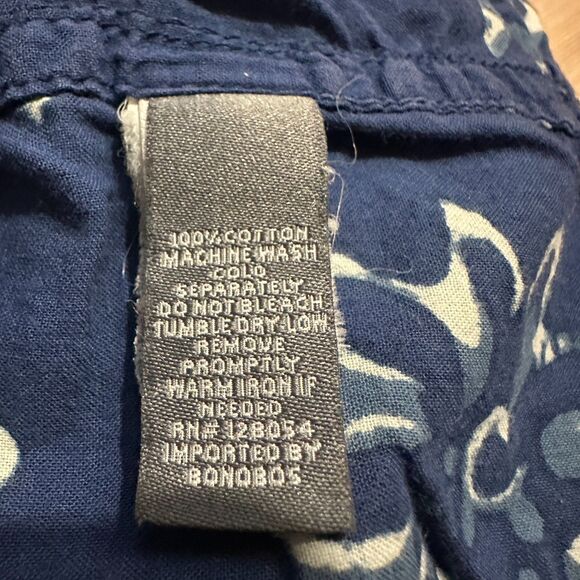 100% COTTON
MACHINE WASH
COLD
SEPARATELY
DO NOT BLEACH
TUMBLE DRY-LOW
REMOVE
PROMPTLY
WARM IRON IF
NEEDED
RN# 128054
IMPORTED BY
BONOBOS